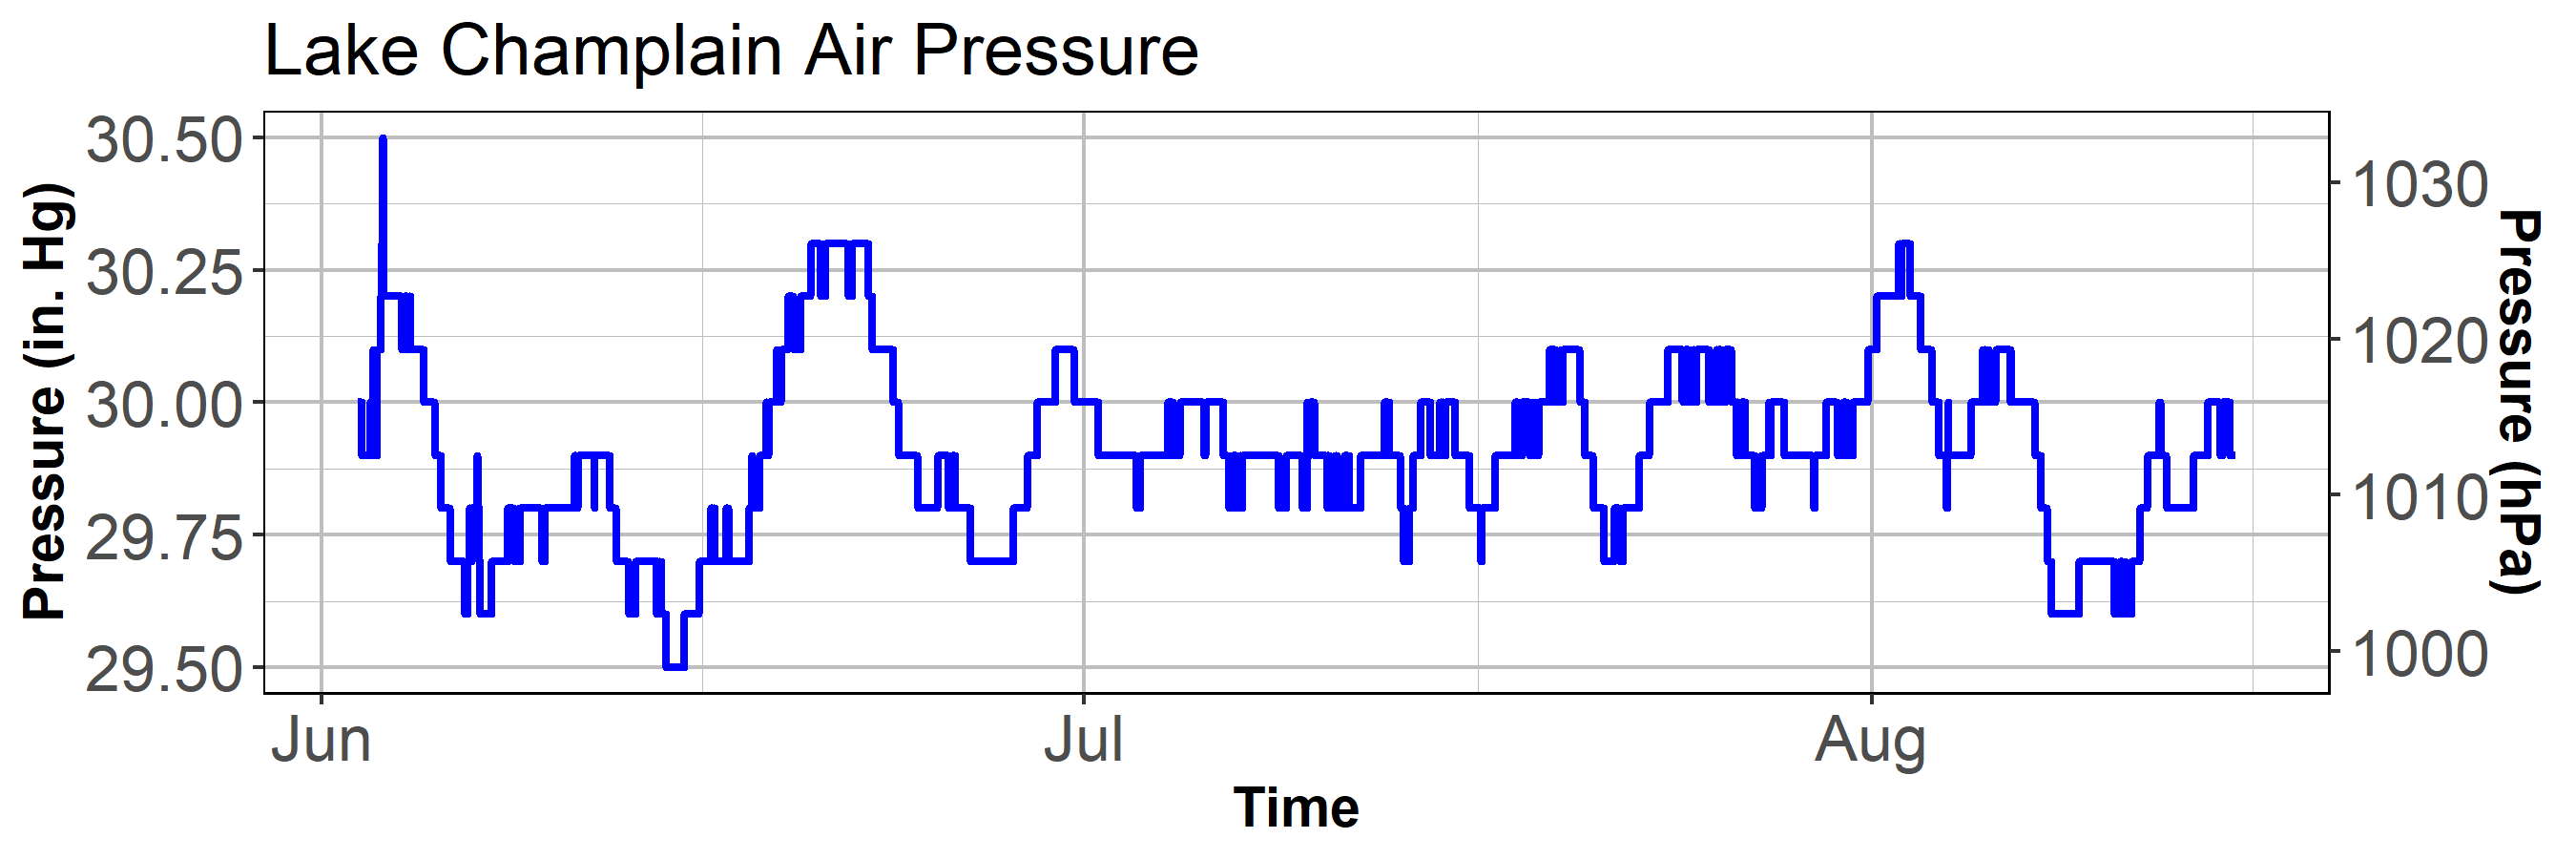 Lake Champlain Air Pressure
Pressure (in. Hg)
30.50
30.25
30.00
29.75
29.50
1030
1020
1010
1000
Pressure (hPa)
Jun Jul Aug
Time